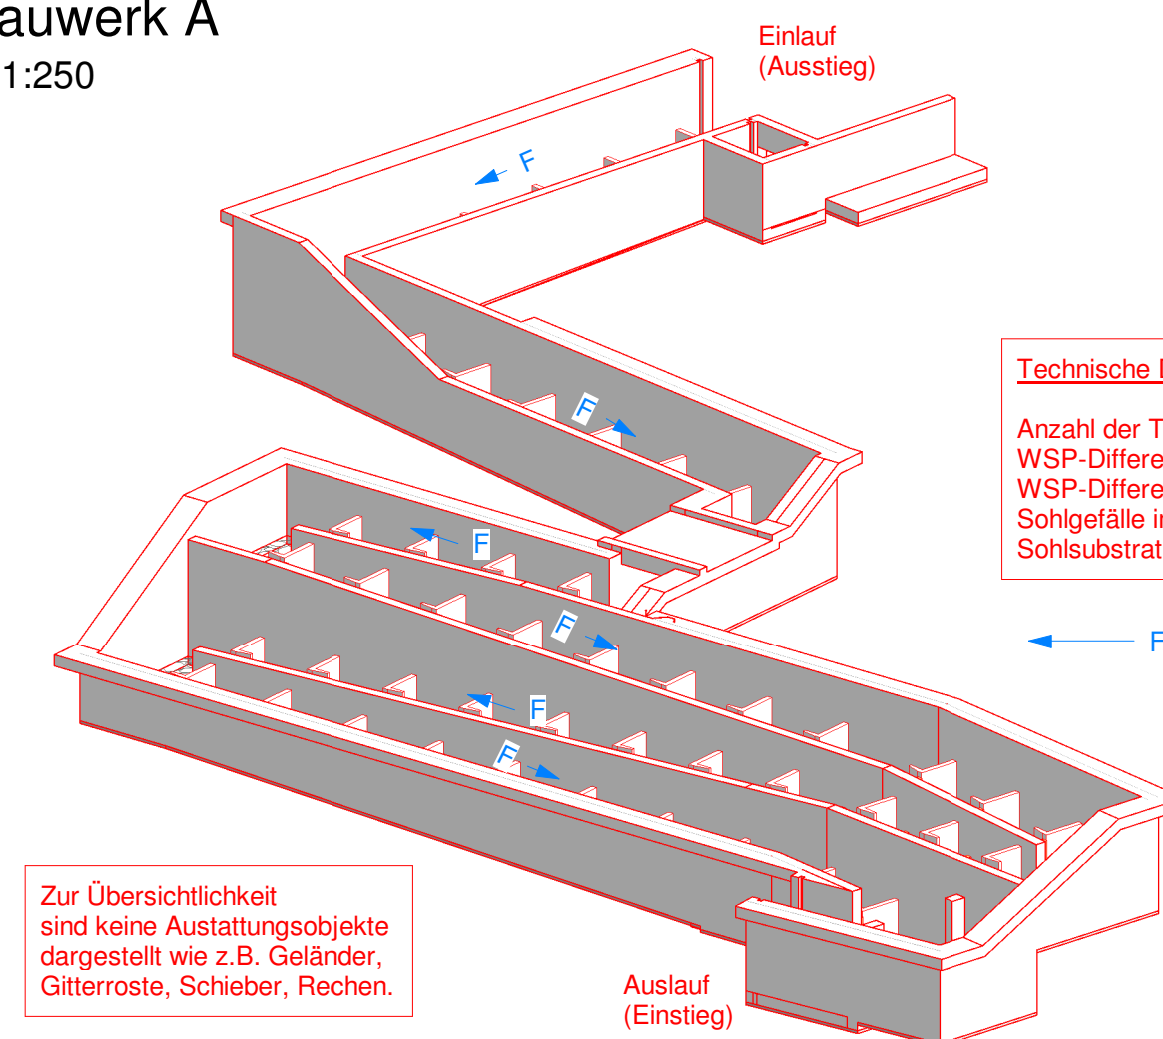 auwerk A
1:250
Einlauf
(Ausstieg)
F
F
Technische
Anzahl der T
WSP-Differe
WSP-Differe
Sohlgefälle i
Sohlsubstrat
F
F
F
F
F
Zur Übersichtlichkeit
sind keine Austattungsobjekte
dargestellt wie z.B. Geländer,
Gitterroste, Schieber, Rechen.
Auslauf
(Einstieg)